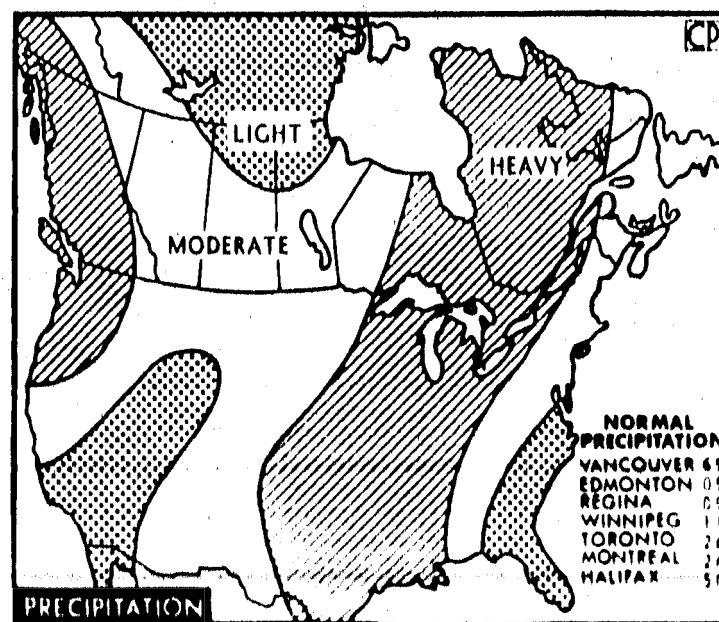 CP
LIGHT
HEAVY
MODERATE
NORMAL
PRECIPITATION
VANCOUVER
EDMONTON
REGINA
WINNIPEG
TORONTO
MONTREAL
HALIFAX
PRECIPITATION